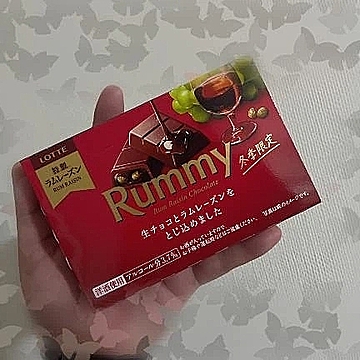 LOTTE
特製
ラムレーズン
RUM RAISIN
Rummy
Rum Raisin Chocolate
冬季限定
生チョコとラムレーズンを
とじ込めました
洋酒使用
アルコール分3.7%